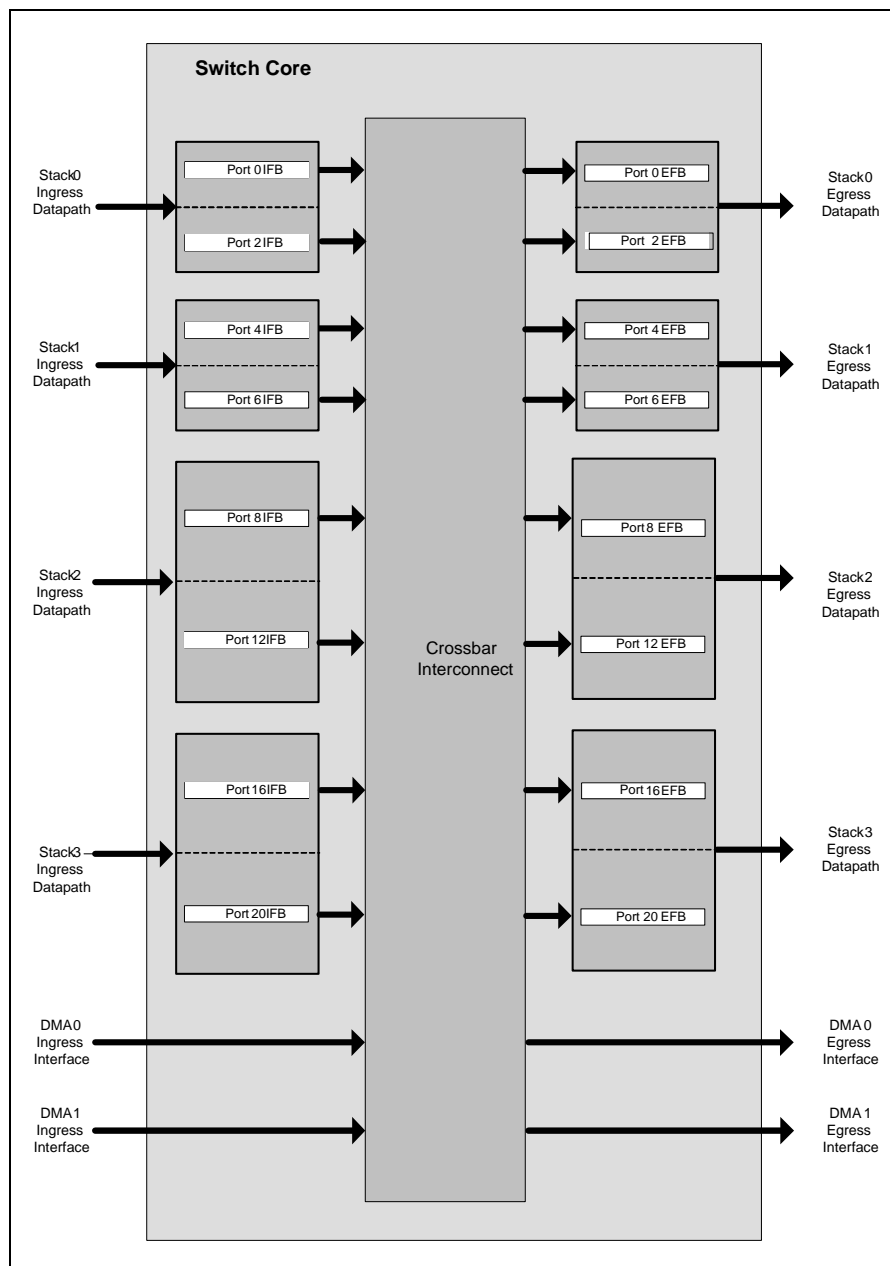 Switch Core
Stack0
Ingress
Datapath
Port 0 IFB
Port 2 IFB
Port 0 EFB
Port 2 EFB
Stack0
Egress
Datapath
Stack1
Ingress
Datapath
Port 4 IFB
Port 6 IFB
Port 4 EFB
Port 6 EFB
Stack1
Egress
Datapath
Stack2
Ingress
Datapath
Port 8 IFB
Port 12 IFB
Crossbar
Interconnect
Port 8 EFB
Port 12 EFB
Stack2
Egress
Datapath
Stack3
Ingress
Datapath
Port 16 IFB
Port 20 IFB
Port 16 EFB
Port 20 EFB
Stack3
Egress
Datapath
DMA 0
Ingress
Interface
DMA 0
Egress
Interface
DMA 1
Ingress
Interface
DMA 1
Egress
Interface